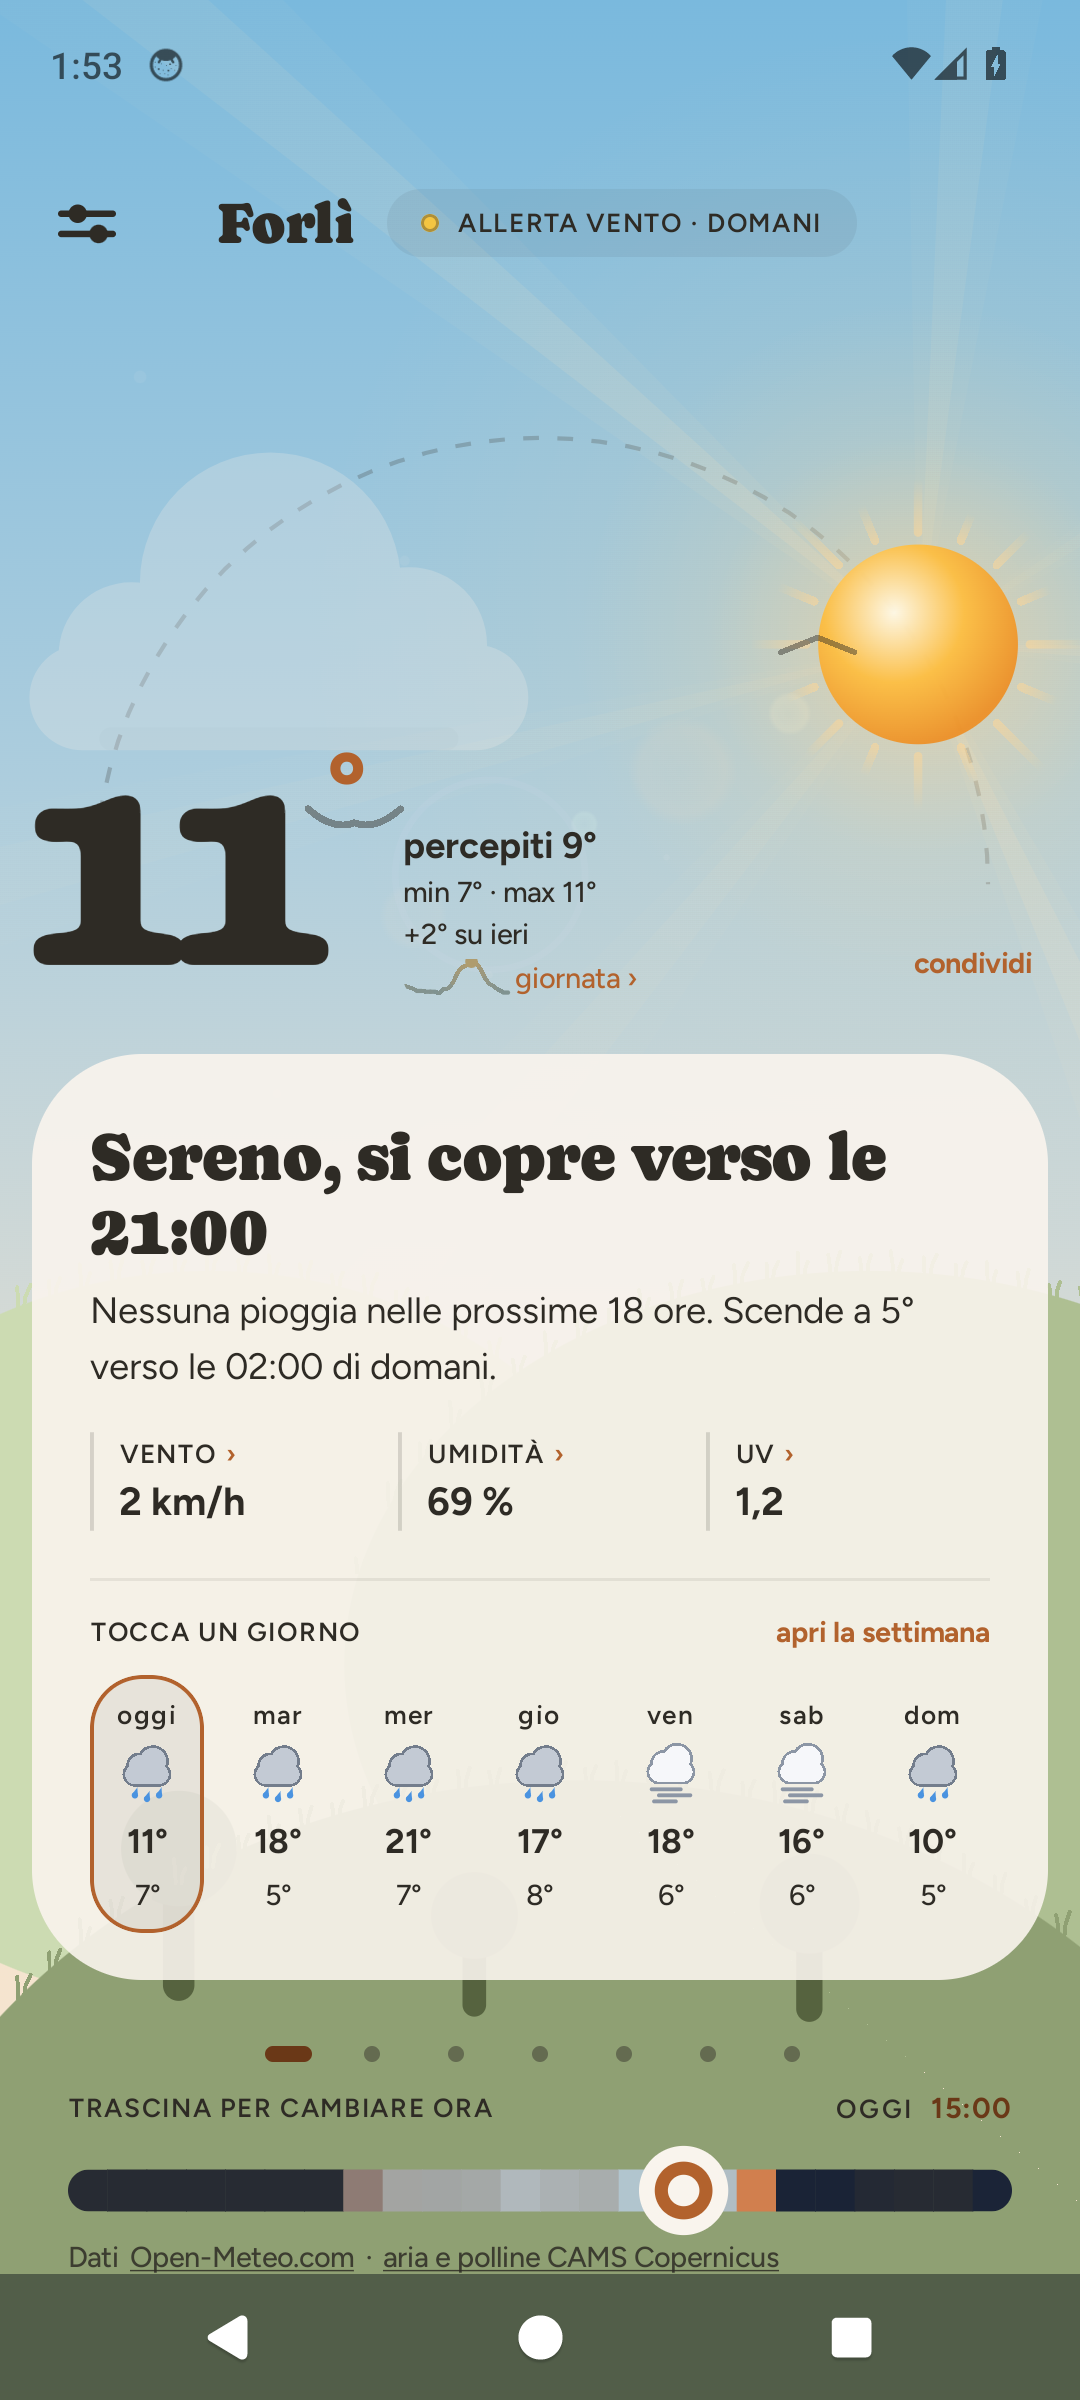 1:53
Forlì
ALLERTA VENTO · DOMANI
11°
percepiti 9°
min 7° · max 11°
+2° su ieri
giornata ›
condividi
Sereno, si copre verso le
21:00
Nessuna pioggia nelle prossime 18 ore. Scende a 5°
verso le 02:00 di domani.
VENTO › UMIDITÀ › UV ›
2 km/h 69 % 1,2
TOCCA UN GIORNO apri la settimana
oggi mar mer gio ven sab dom
11° 18° 21° 17° 18° 16° 10°
7° 5° 7° 8° 6° 6° 5°
TRASCINA PER CAMBIARE ORA OGGI 15:00
Dati Open-Meteo.com · aria e polline CAMS Copernicus